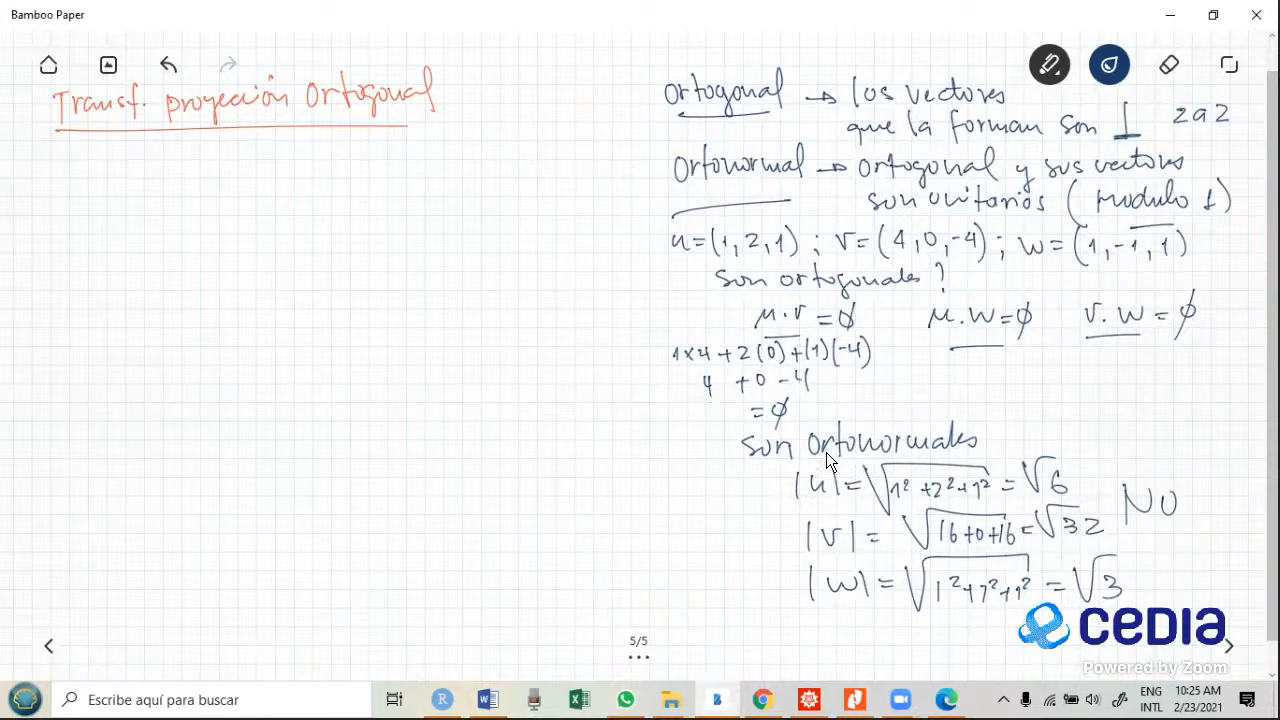 Bamboo Paper
Transf. proyección Ortogonal
Ortogonal → los vectores
que la forman son ⊥ 2a2
Ortonormal → ortogonal y sus vectores
son unitarios (modulo 1)
u=(1, 2, 1) ; v=(4, 0, -4) ; w=(1, -1, 1)
son ortogonales?
μ.v = ∅ μ.w = ∅ v.w = ∅
1x4 + 2(0) + (1)(-4)
4 + 0 - 4
= ∅
son ortonormales
|u| = √1² + 2² + 1² = √6
NO
|v| = √16+0+16 = √32
|w| = √1² + 1² + 1² = √3
cedia
Powered by Zoom
5/5
Escribe aquí para buscar
ENG
INTL
10:25 AM
2/23/2021